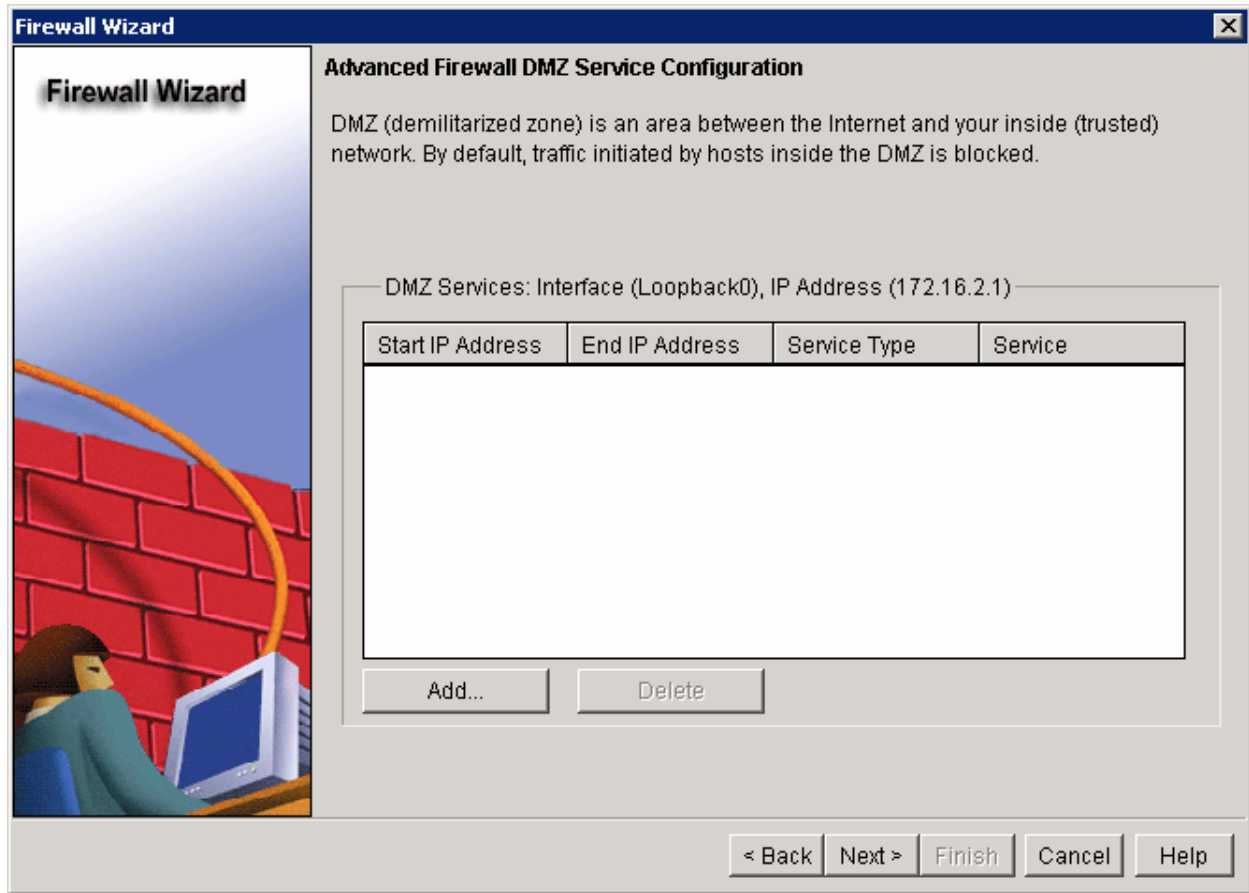 Firewall Wizard
Firewall Wizard
Advanced Firewall DMZ Service Configuration
DMZ (demilitarized zone) is an area between the Internet and your inside (trusted)
network. By default, traffic initiated by hosts inside the DMZ is blocked.
DMZ Services: Interface (Loopback0), IP Address (172.16.2.1)
Start IP Address End IP Address Service Type Service
Add... Delete
< Back Next > Finish Cancel Help